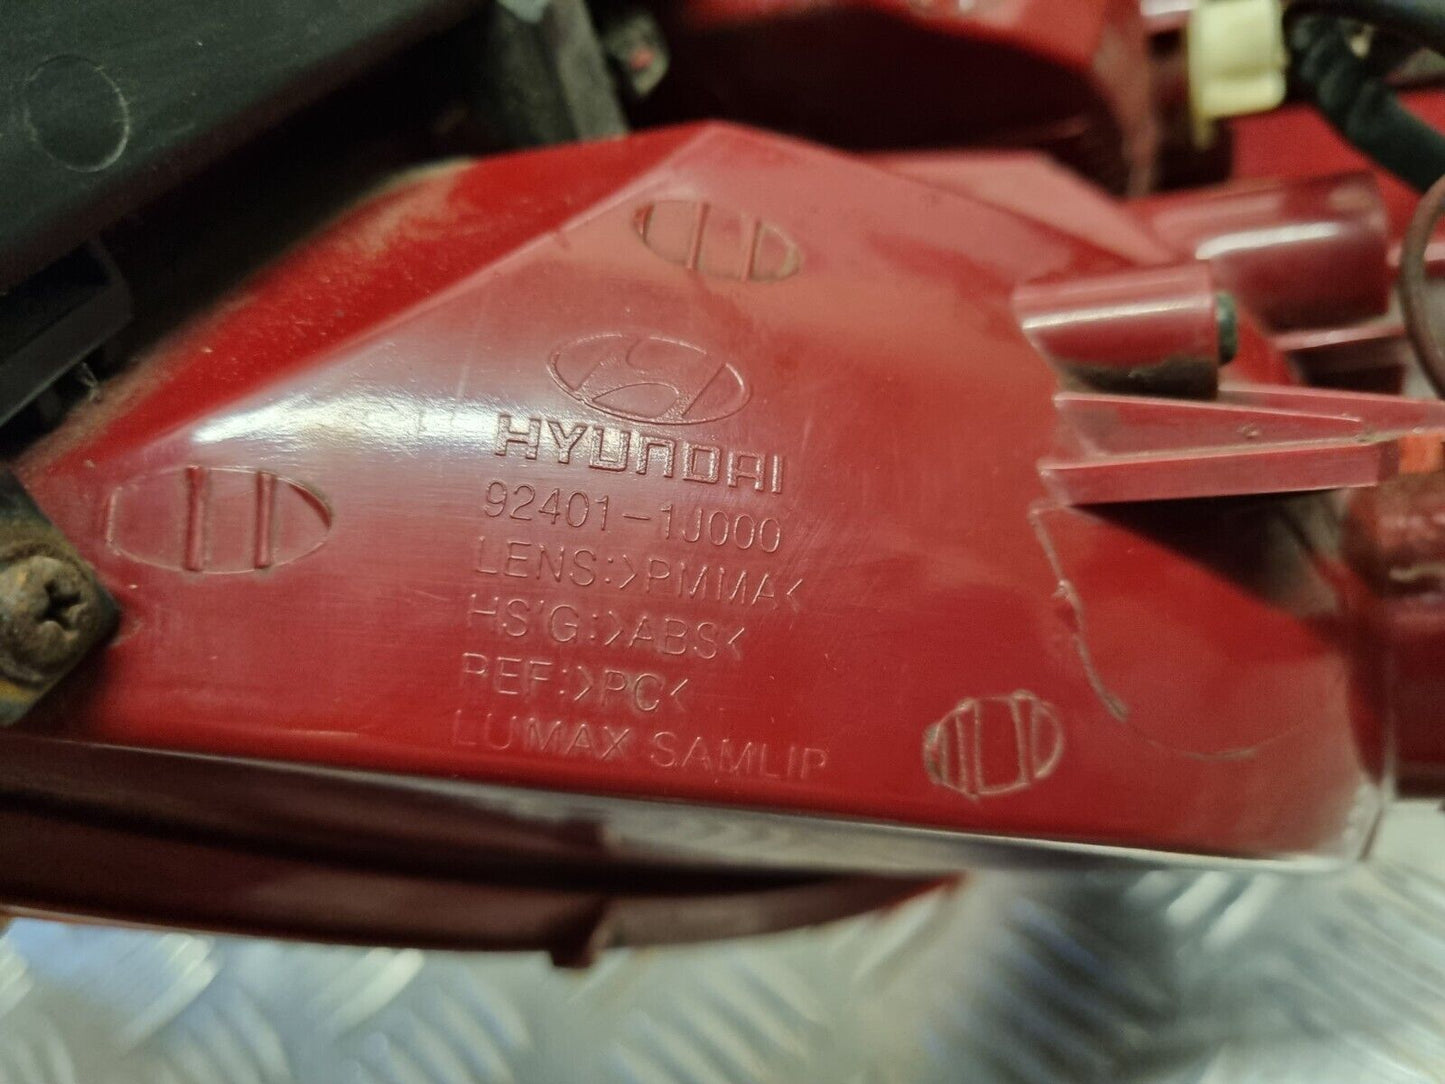 HYUNDAI
92401-1J000
LENS:>PMMA<
HS'G:>ABS<
REF:>PC<
LUMAX SAMLIP